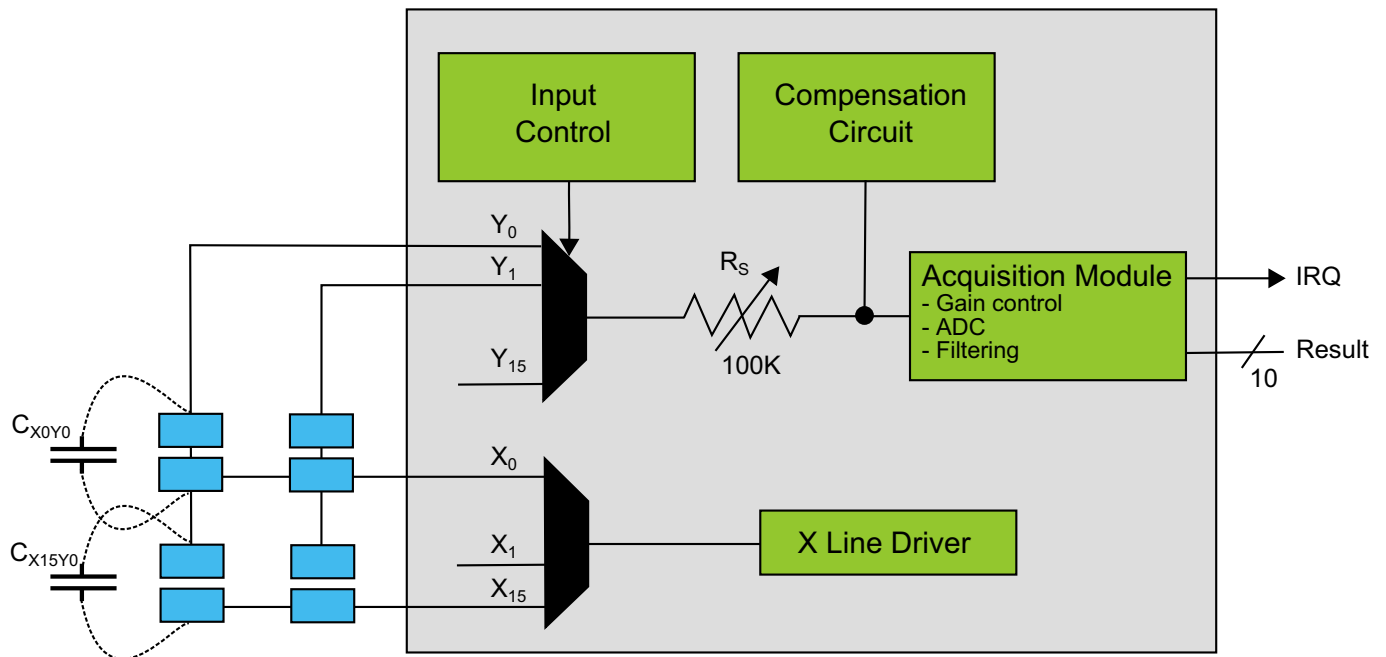 Input
Control
Compensation
Circuit
Y0
Y1
Y15
RS
100K
Acquisition Module
- Gain control
- ADC
- Filtering
IRQ
Result
10
CX0Y0
CX15Y0
X0
X1
X15
X Line Driver